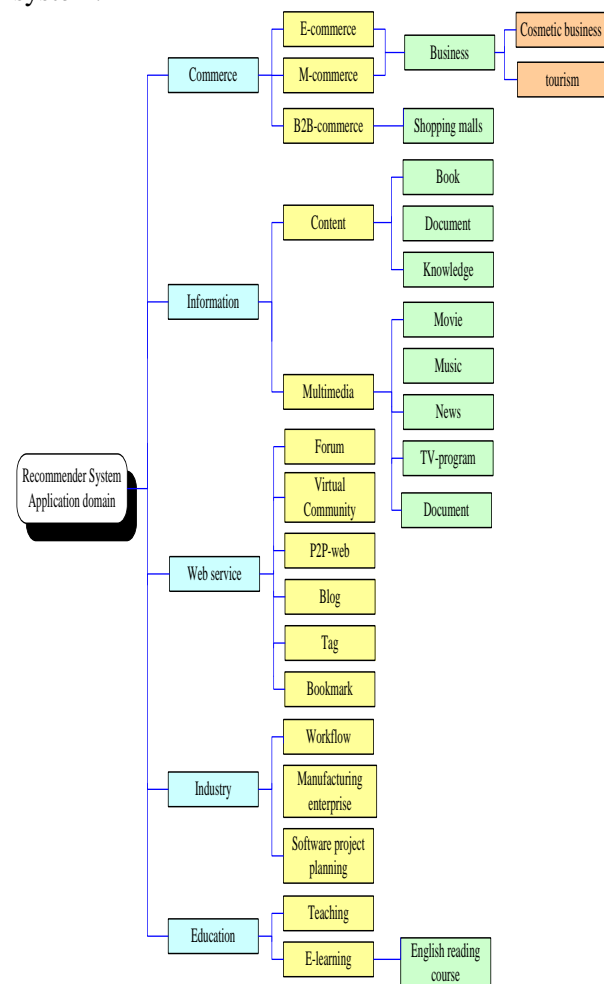 E-commerce
Cosmetic business
Business
Commerce
M-commerce
tourism
B2B-commerce
Shopping malls
Book
Content
Document
Knowledge
Information
Movie
Music
Multimedia
News
Forum
TV-program
Recommender System
Application domain
Virtual
Community
Document
P2P-web
Web service
Blog
Tag
Bookmark
Workflow
Industry
Manufacturing
enterprise
Software project
planning
Teaching
Education
E-learning
English reading
course